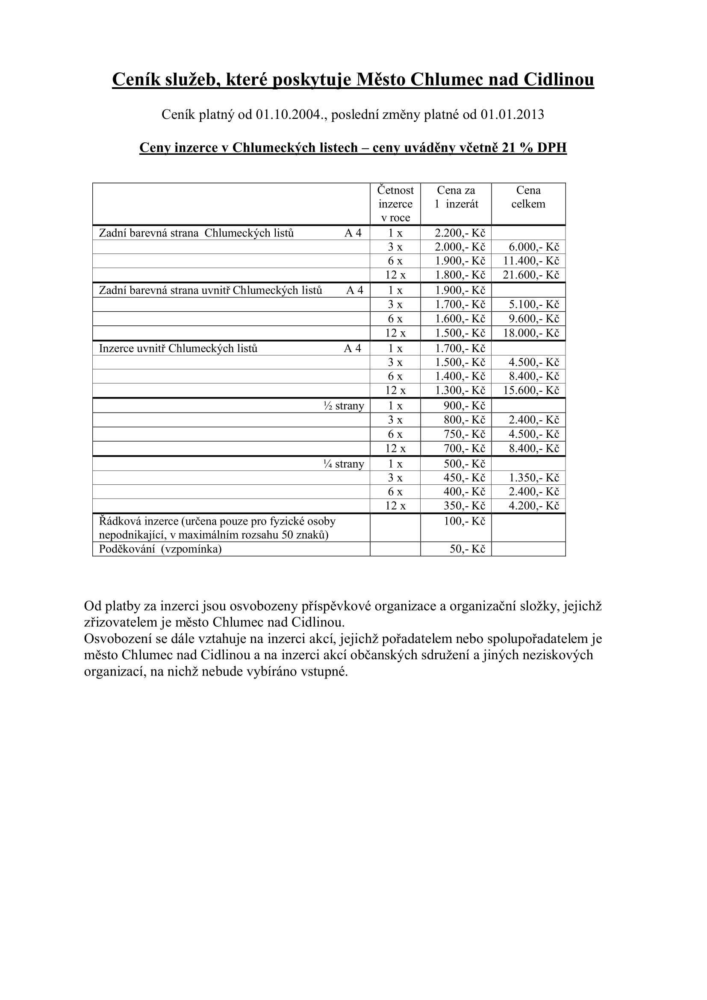 Ceník služeb, které poskytuje Město Chlumec nad Cidlinou
Ceník platný od 01.10.2004., poslední změny platné od 01.01.2013
Ceny inzerce v Chlumeckých listech – ceny uváděny včetně 21 % DPH
Četnost inzerce v roce Cena za 1 inzerát Cena celkem
Zadní barevná strana Chlumeckých listů A 4 1 x 2.200,- Kč
3 x 2.000,- Kč 6.000,- Kč
6 x 1.900,- Kč 11.400,- Kč
12 x 1.800,- Kč 21.600,- Kč
Zadní barevná strana uvnitř Chlumeckých listů A 4 1 x 1.900,- Kč
3 x 1.700,- Kč 5.100,- Kč
6 x 1.600,- Kč 9.600,- Kč
12 x 1.500,- Kč 18.000,- Kč
Inzerce uvnitř Chlumeckých listů A 4 1 x 1.700,- Kč
3 x 1.500,- Kč 4.500,- Kč
6 x 1.400,- Kč 8.400,- Kč
12 x 1.300,- Kč 15.600,- Kč
½ strany 1 x 900,- Kč
3 x 800,- Kč 2.400,- Kč
6 x 750,- Kč 4.500,- Kč
12 x 700,- Kč 8.400,- Kč
¼ strany 1 x 500,- Kč
3 x 450,- Kč 1.350,- Kč
6 x 400,- Kč 2.400,- Kč
12 x 350,- Kč 4.200,- Kč
Řádková inzerce (určena pouze pro fyzické osoby 100,- Kč
nepodnikající, v maximálním rozsahu 50 znaků)
Poděkování (vzpomínka) 50,- Kč
Od platby za inzerci jsou osvobozeny příspěvkové organizace a organizační složky, jejichž
zřizovatelem je město Chlumec nad Cidlinou.
Osvobození se dále vztahuje na inzerci akcí, jejichž pořadatelem nebo spolupořadatelem je
město Chlumec nad Cidlinou a na inzerci akcí občanských sdružení a jiných neziskových
organizací, na nichž nebude vybíráno vstupné.